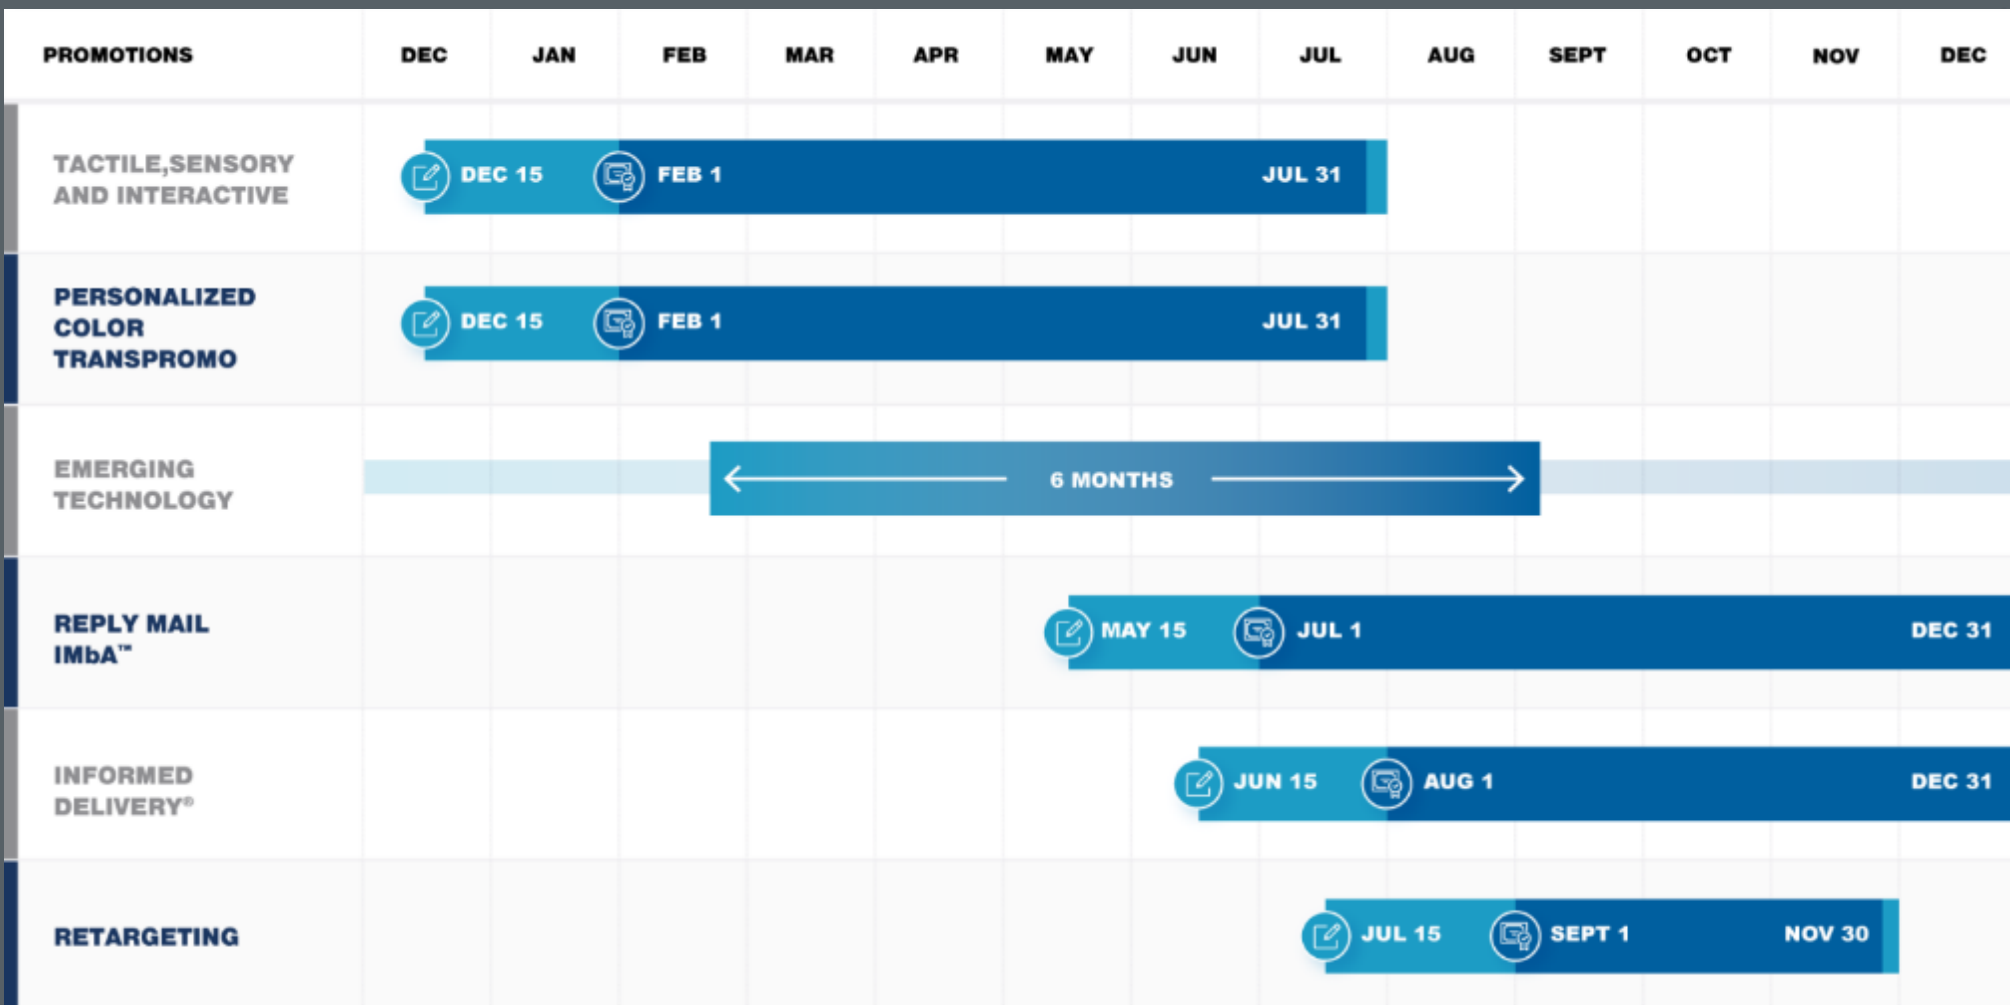 PROMOTIONS DEC JAN FEB MAR APR MAY JUN JUL AUG SEPT OCT NOV DEC
TACTILE,SENSORY
AND INTERACTIVE
DEC 15 FEB 1 JUL 31
PERSONALIZED
COLOR
TRANSPROMO
DEC 15 FEB 1 JUL 31
EMERGING
TECHNOLOGY
6 MONTHS
REPLY MAIL
IMbA™
MAY 15 JUL 1 DEC 31
INFORMED
DELIVERY®
JUN 15 AUG 1 DEC 31
RETARGETING
JUL 15 SEPT 1 NOV 30